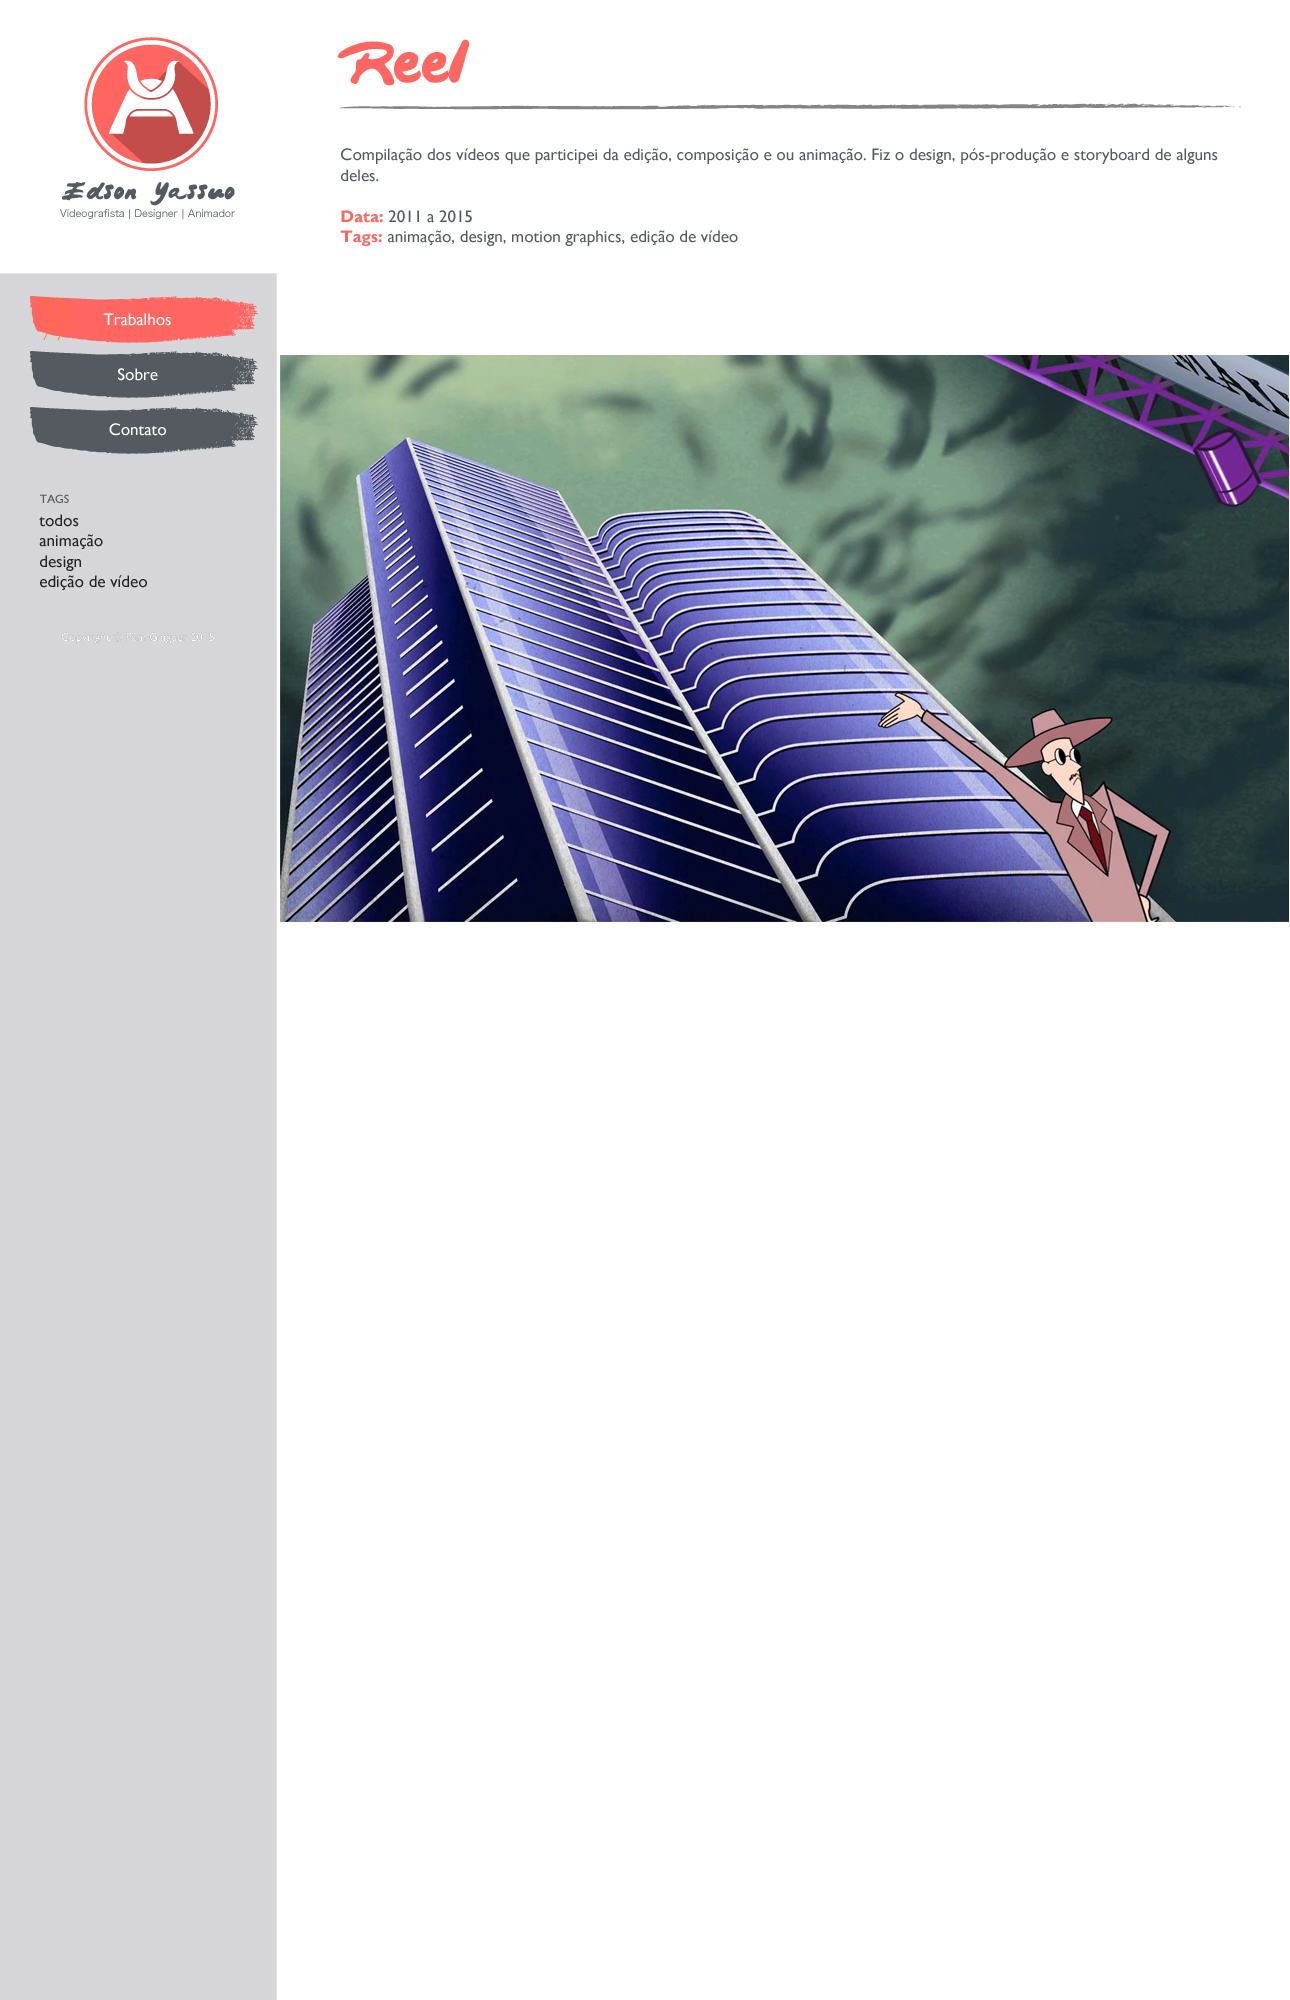 Edson Yassuo
Videografista | Designer | Animador
Trabalhos
Sobre
Contato
TAGS
todos
animação
design
edição de vídeo
2015
Reel
Compilação dos vídeos que participei da edição, composição e ou animação. Fiz o design, pós-produção e storyboard de alguns
deles.
Data: 2011 a 2015
Tags: animação, design, motion graphics, edição de vídeo